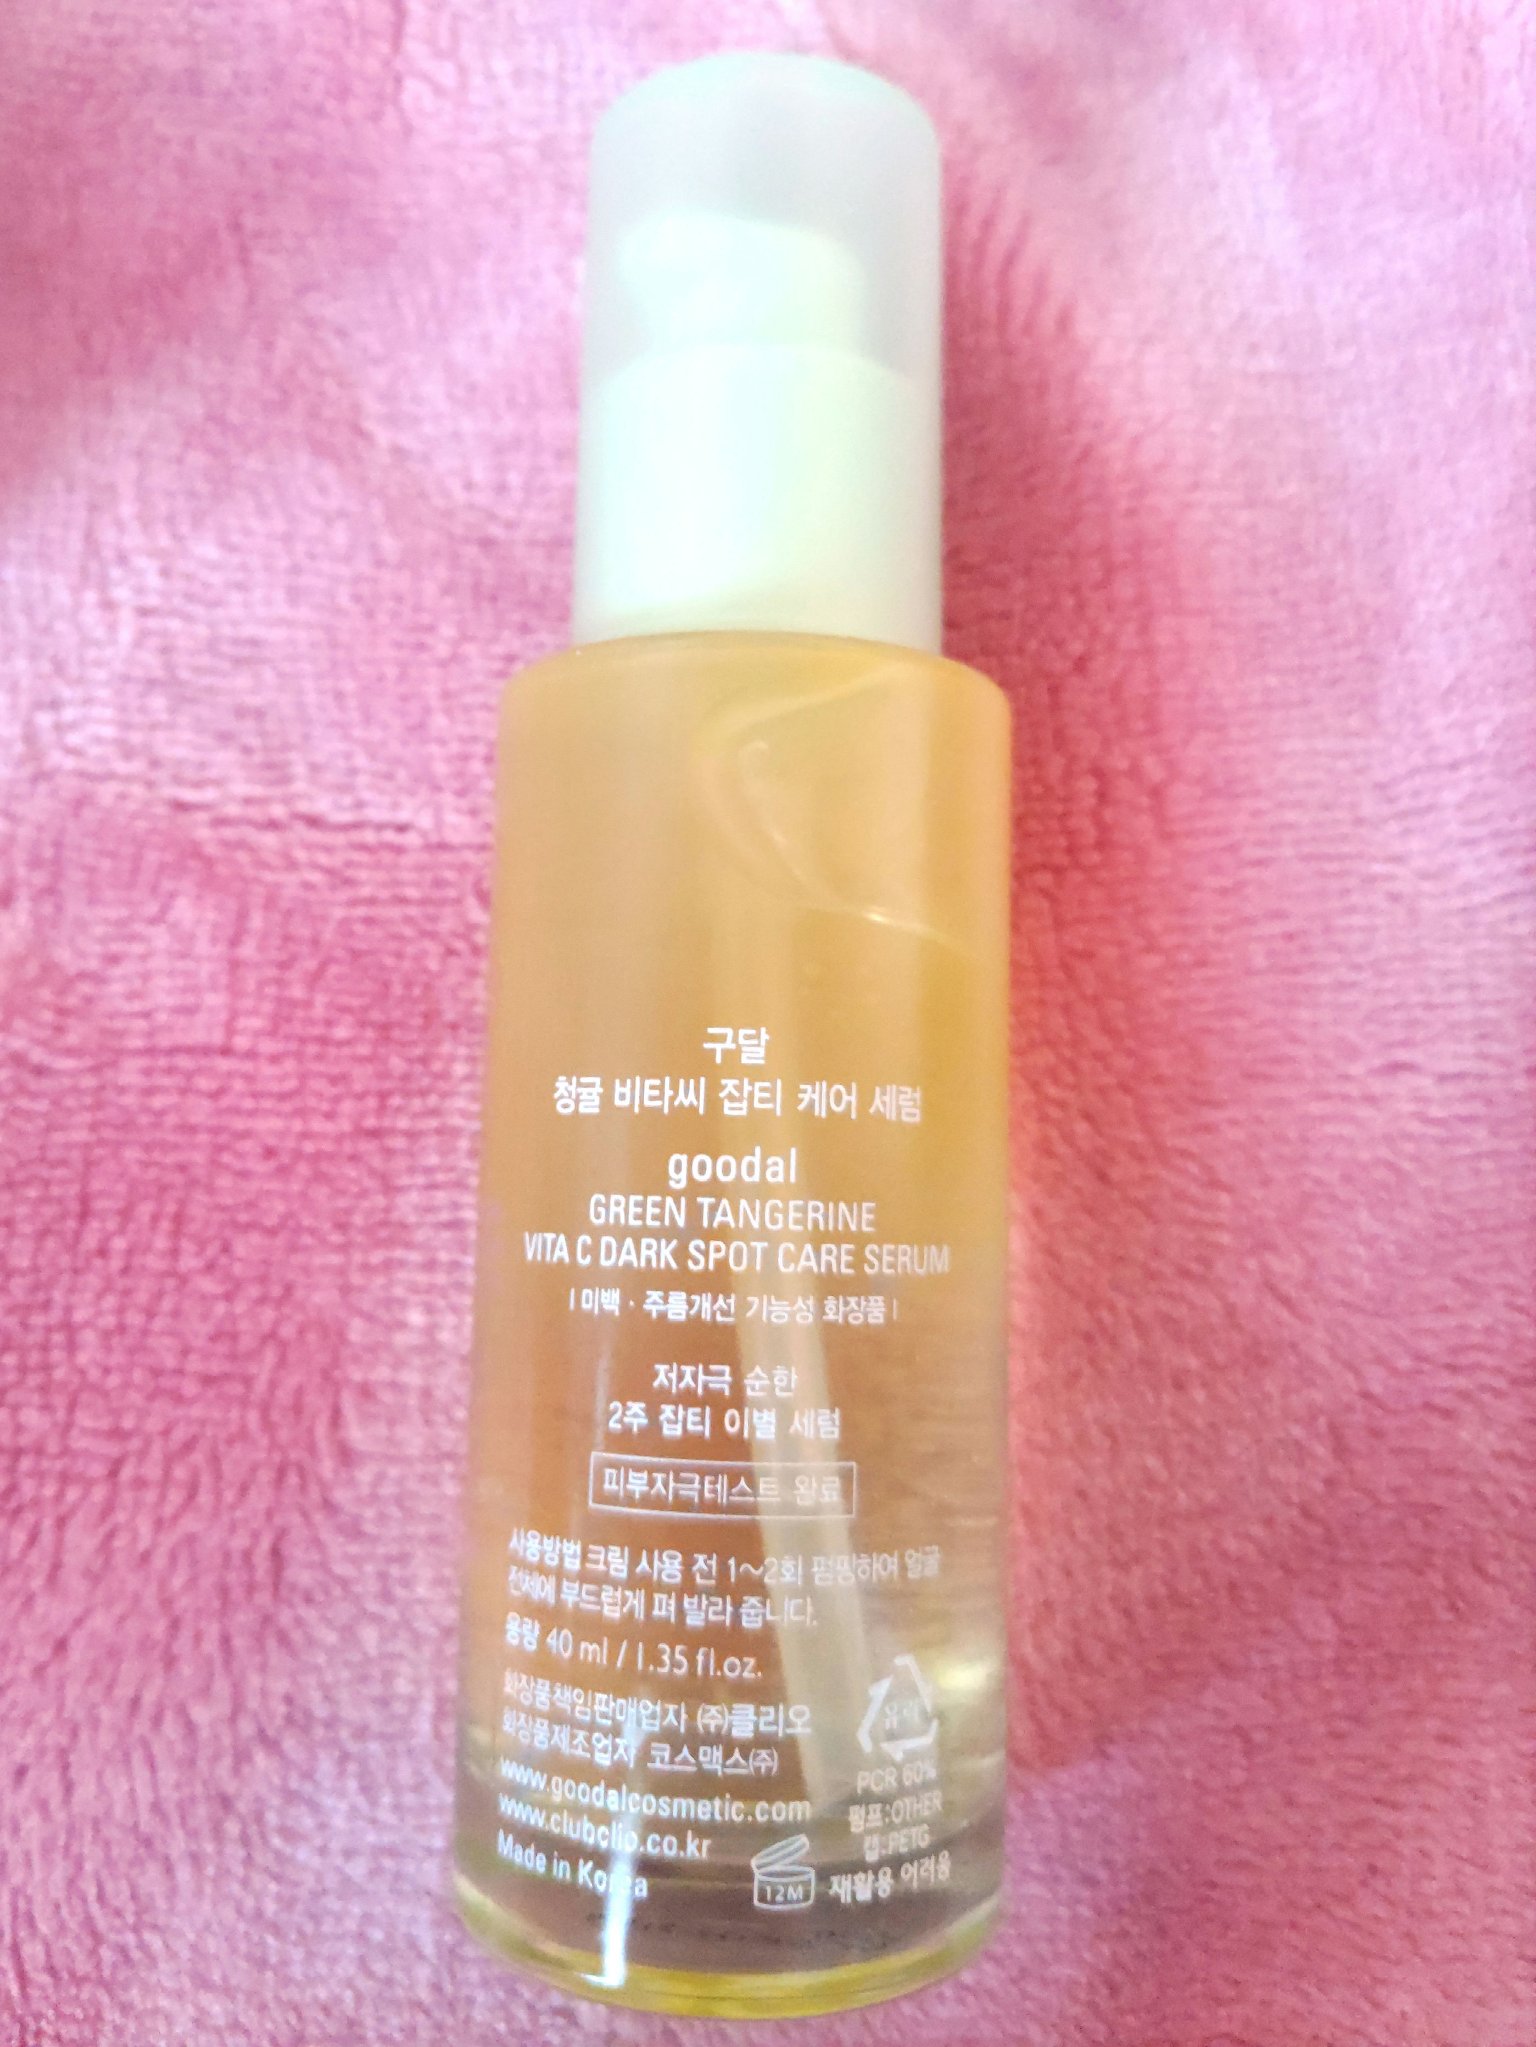 구달
청귤 비타씨 잡티 케어 세럼
goodal
GREEN TANGERINE
VITA C DARK SPOT CARE SERUM
| 미백 · 주름개선 기능성 화장품 |
저자극 순한
2주 잡티 이별 세럼
피부자극테스트 완료
사용방법 크림 사용 전 1~2회 펌핑하여 얼굴
전체에 부드럽게 펴 발라 줍니다.
용량 40 ml / 1.35 fl.oz.
화장품책임판매업자 ㈜클리오
화장품제조업자 코스맥스㈜
www.goodalcosmetic.com
www.clubclio.co.kr
Made in Korea
12M
유리
PCR 60%
펌프:OTHER
캡:PETG
재활용 어려움